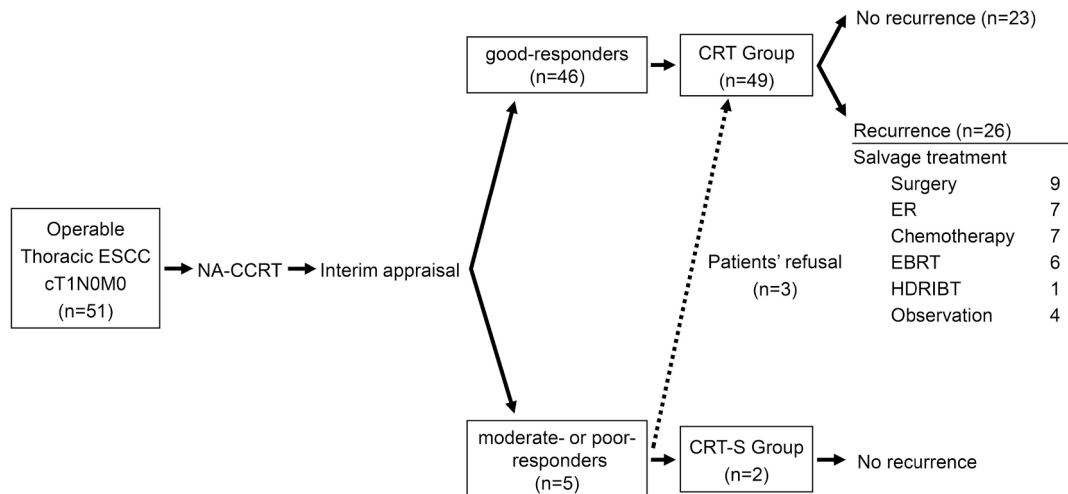 Operable
Thoracic ESCC
cT1N0M0
(n=51)
NA-CCRT
Interim appraisal
good-responders
(n=46)
CRT Group
(n=49)
No recurrence (n=23)
Recurrence (n=26)
Salvage treatment
Surgery 9
ER 7
Chemotherapy 7
EBRT 6
HDRIBT 1
Observation 4
Patients’ refusal
(n=3)
moderate- or poor-
responders
(n=5)
CRT-S Group
(n=2)
No recurrence